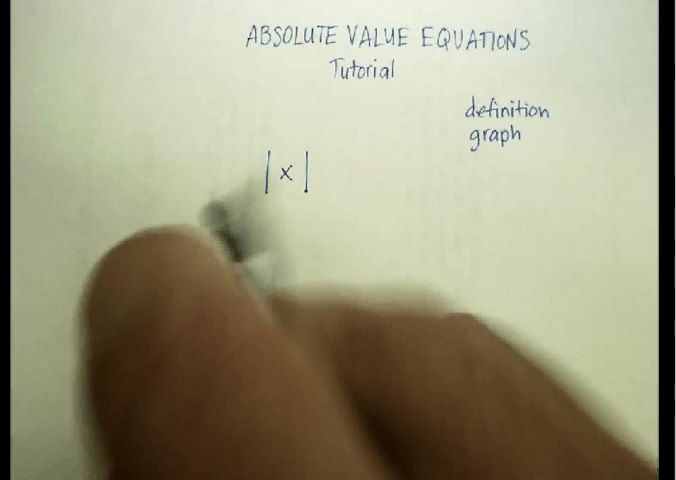 ABSOLUTE VALUE EQUATIONS
Tutorial
definition
graph
|x|